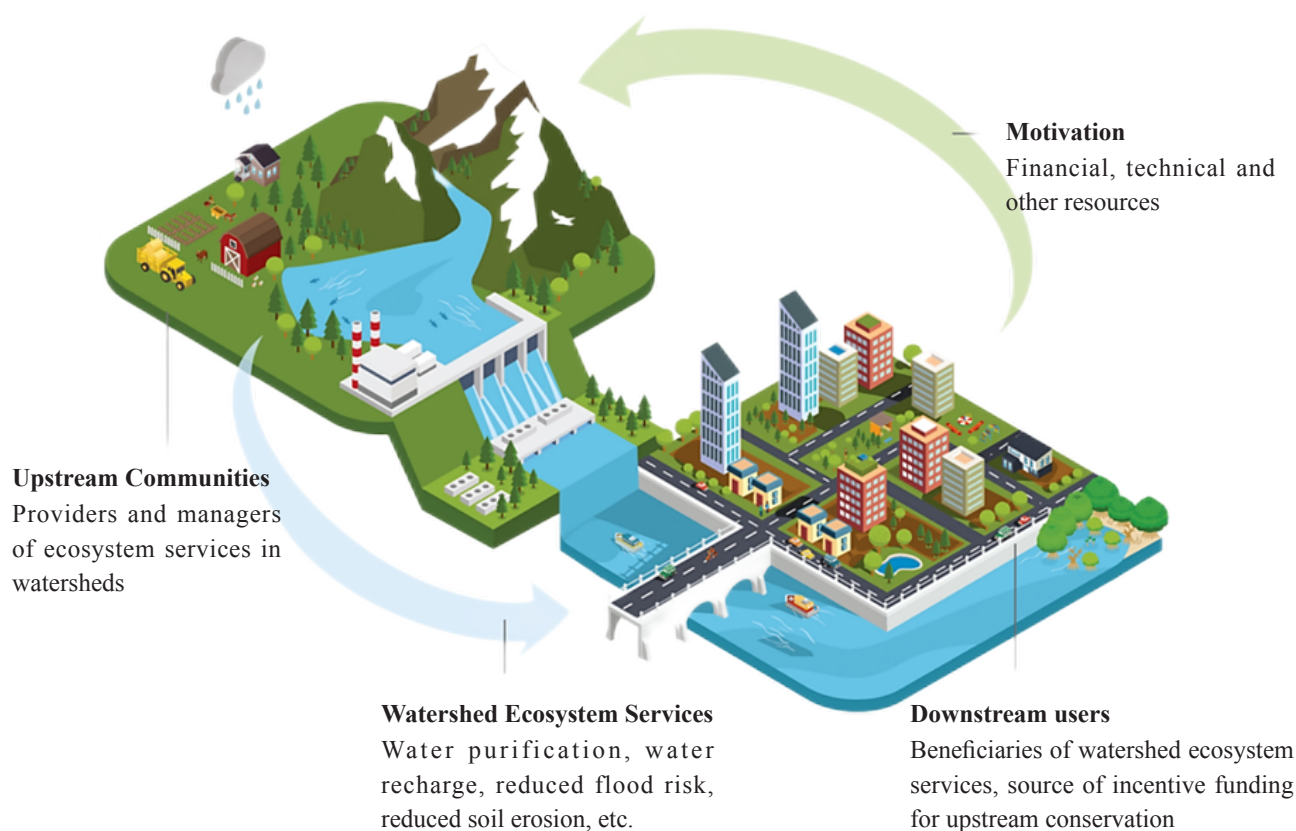 Motivation
Financial, technical and
other resources
Upstream Communities
Providers and managers
of ecosystem services in
watersheds
Watershed Ecosystem Services
Water purification, water
recharge, reduced flood risk,
reduced soil erosion, etc.
Downstream users
Beneficiaries of watershed ecosystem
services, source of incentive funding
for upstream conservation